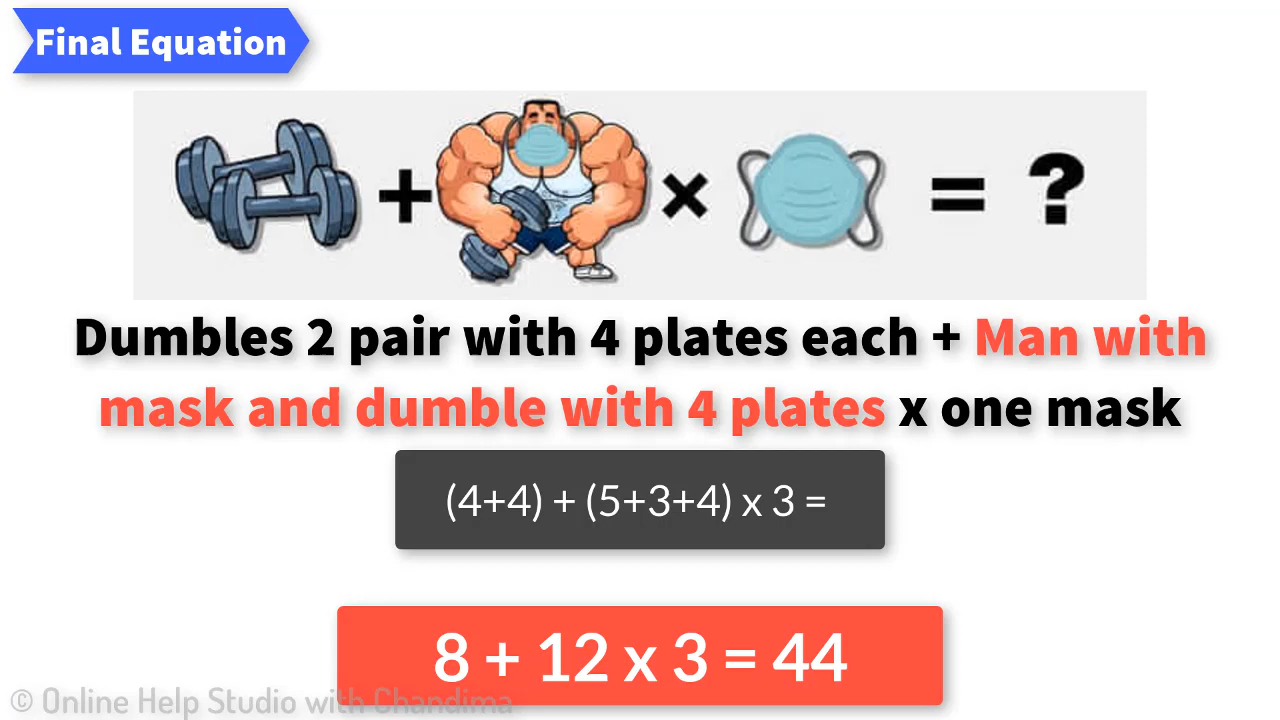 Final Equation
+ × = ?
Dumbles 2 pair with 4 plates each + Man with
mask and dumble with 4 plates x one mask
(4+4) + (5+3+4) x 3 =
8 + 12 x 3 = 44
© Online Help Studio with Chandima